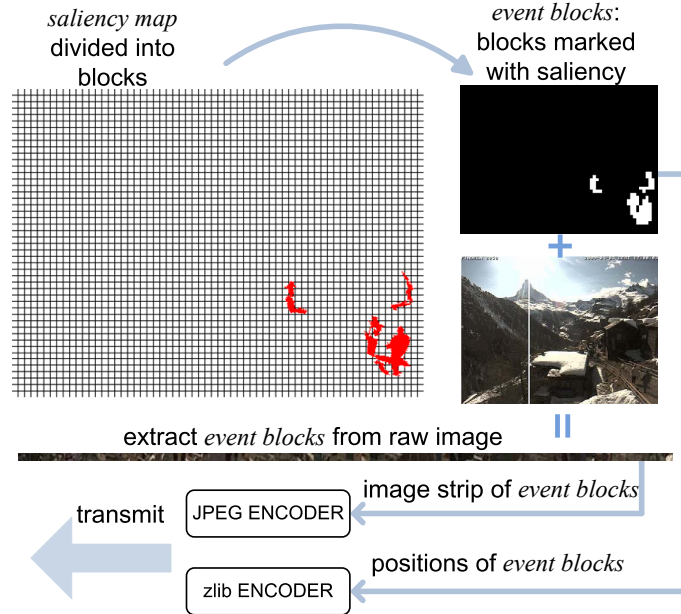 saliency map
divided into
blocks
event blocks:
blocks marked
with saliency
extract event blocks from raw image
image strip of event blocks
JPEG ENCODER
transmit
positions of event blocks
zlib ENCODER